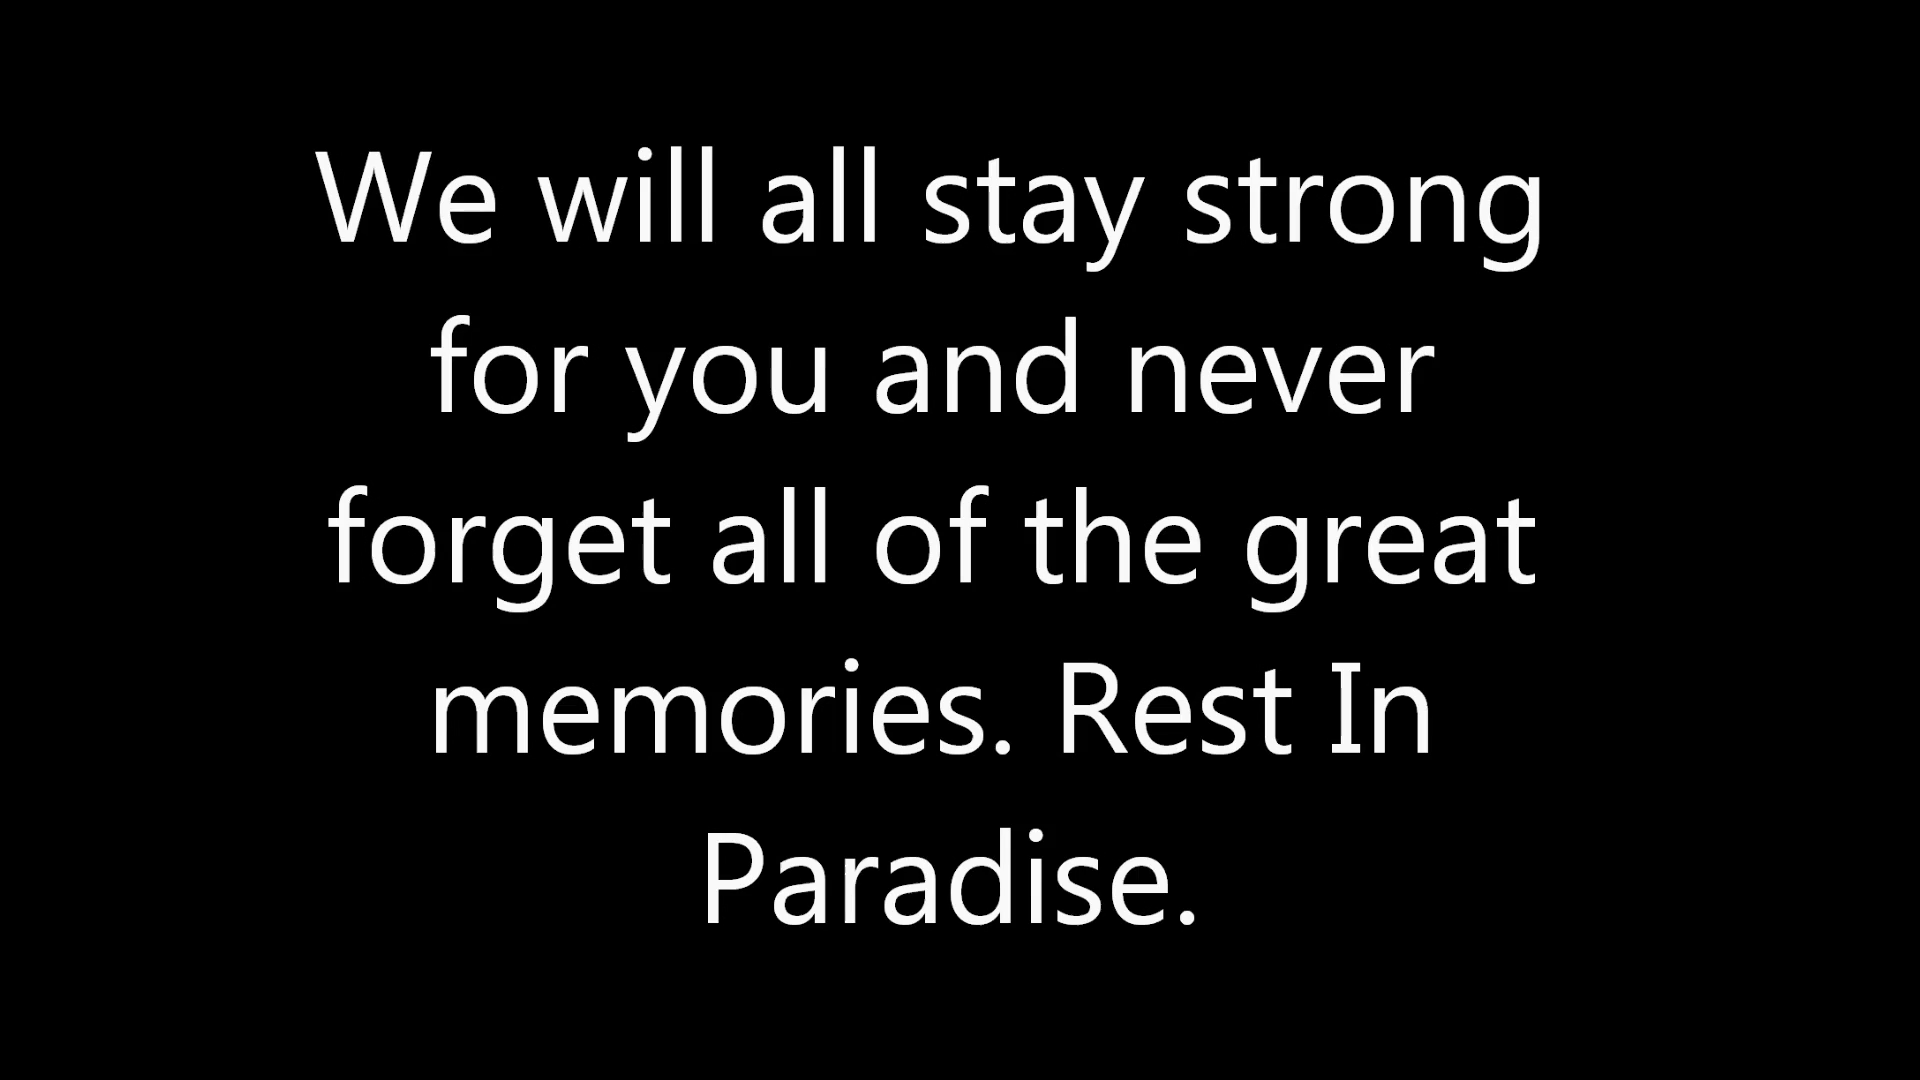 We will all stay strong
for you and never
forget all of the great
memories. Rest In
Paradise.